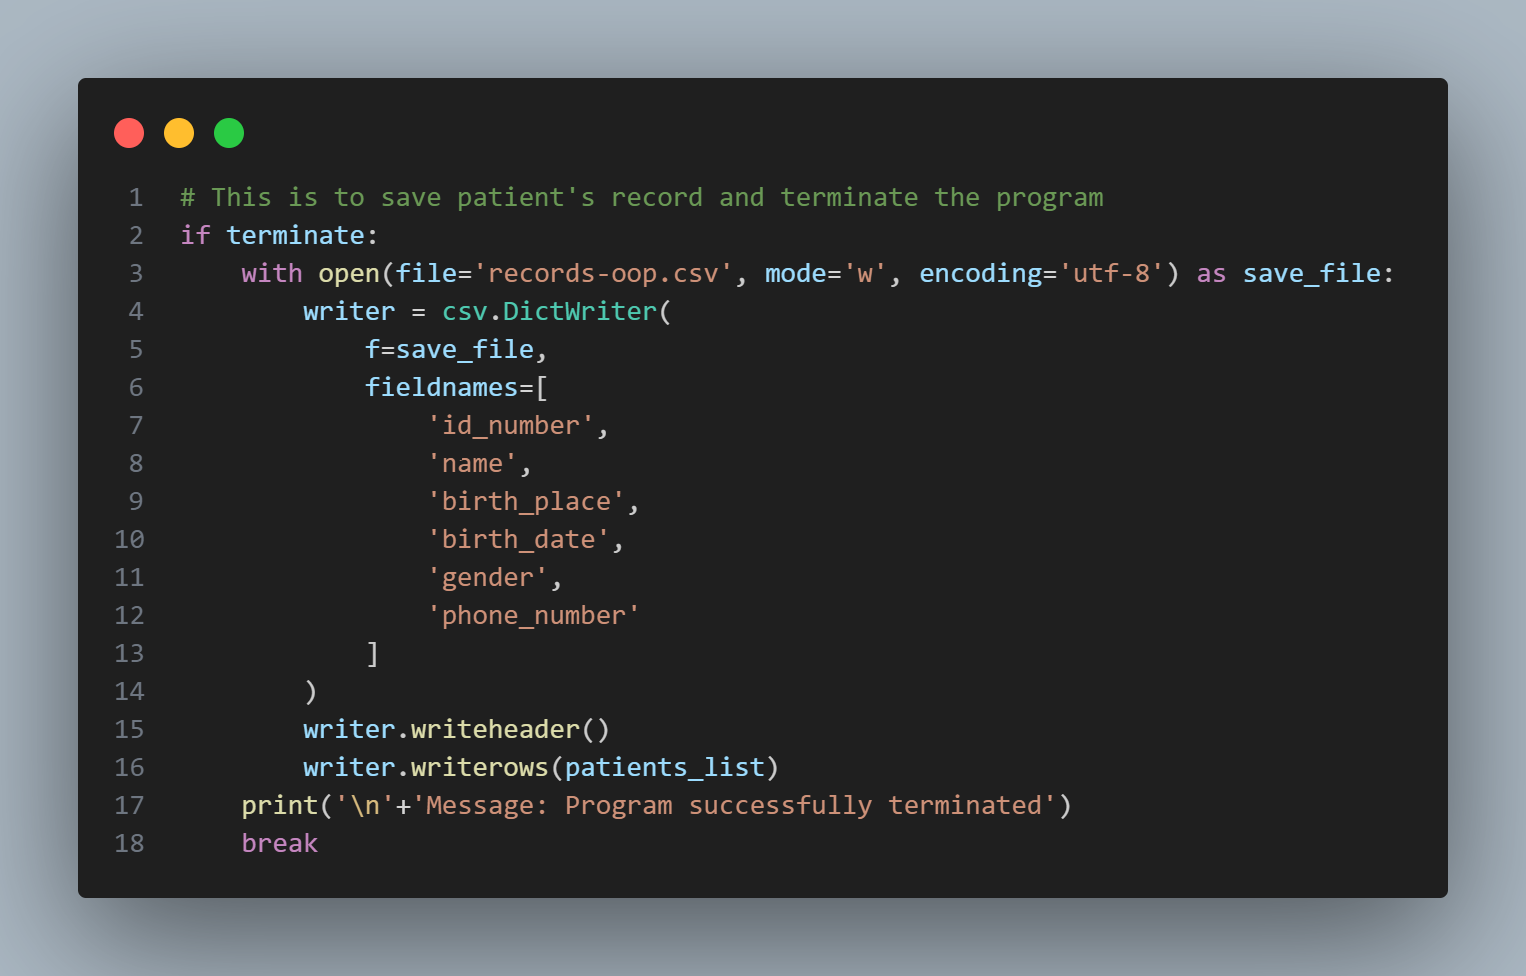 1 # This is to save patient's record and terminate the program
2 if terminate:
3     with open(file='records-oop.csv', mode='w', encoding='utf-8') as save_file:
4         writer = csv.DictWriter(
5             f=save_file,
6             fieldnames=[
7                 'id_number',
8                 'name',
9                 'birth_place',
10                 'birth_date',
11                 'gender',
12                 'phone_number'
13             ]
14         )
15         writer.writeheader()
16         writer.writerows(patients_list)
17     print('\n'+'Message: Program successfully terminated')
18     break